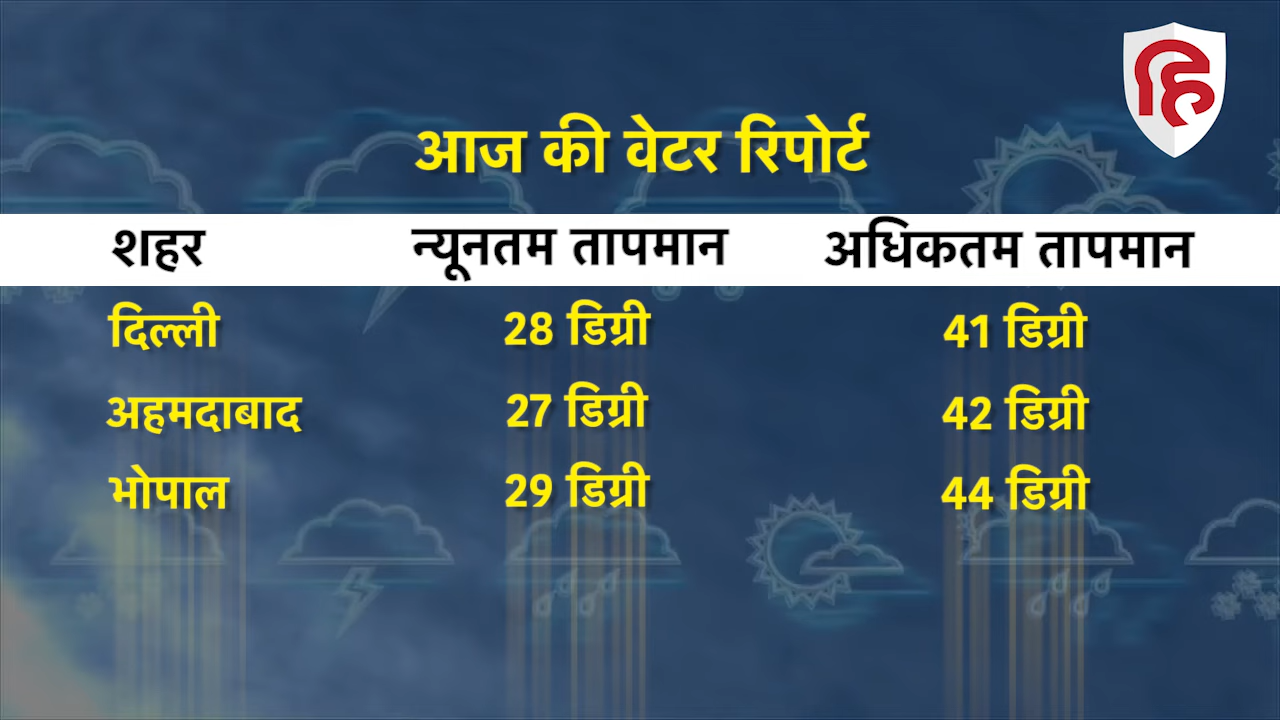 हि
आज की वेटर रिपोर्ट
शहर न्यूनतम तापमान अधिकतम तापमान
दिल्ली 28 डिग्री 41 डिग्री
अहमदाबाद 27 डिग्री 42 डिग्री
भोपाल 29 डिग्री 44 डिग्री